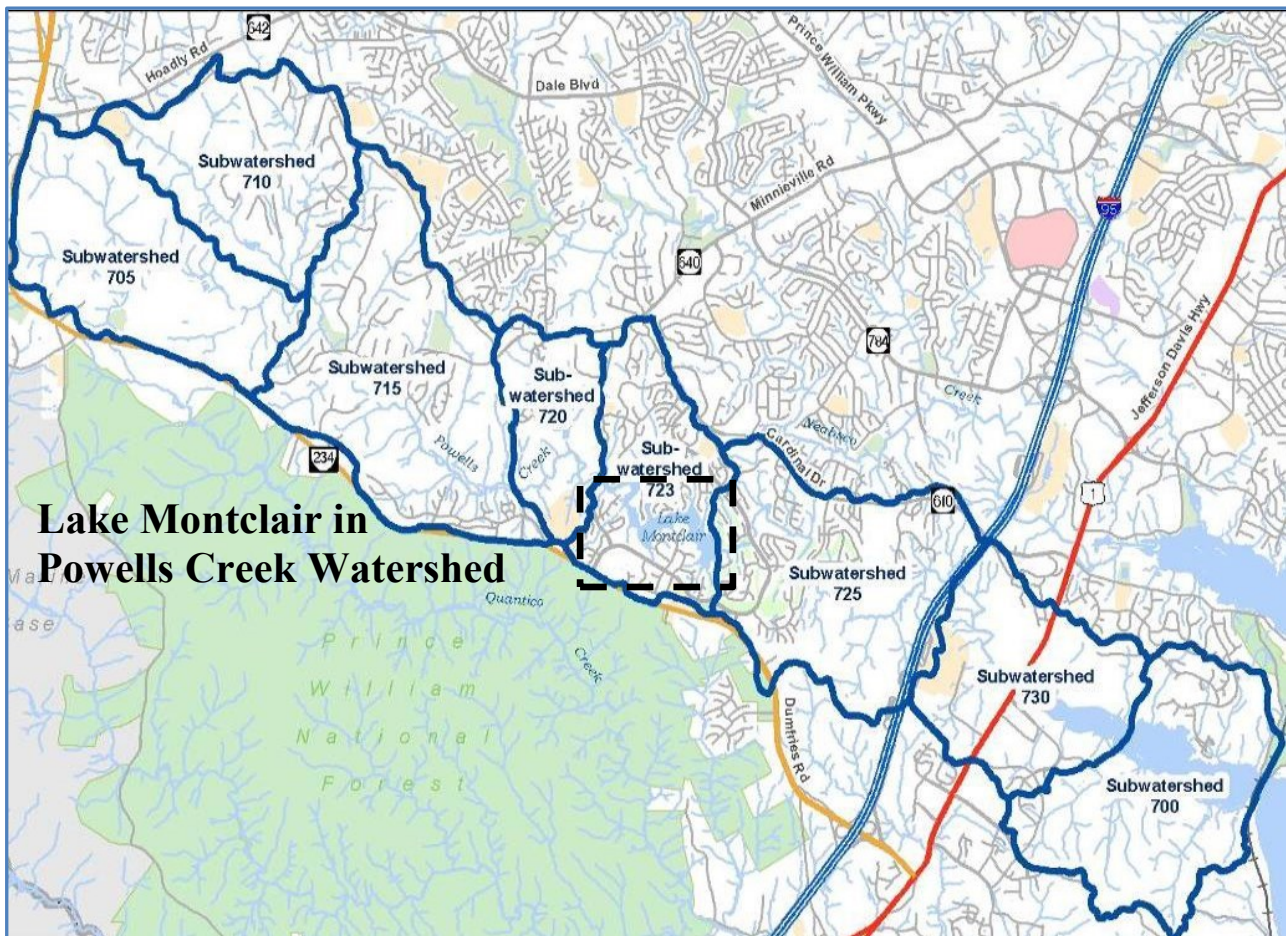 642
Hoadly Rd
Dale Blvd
Prince William Pkwy
Subwatershed
710
Minnieville Rd
95
Subwatershed
705
640
Jefferson Davis Hwy
784
Subwatershed
715
Sub-
watershed
720
Creek
Neabsco
Cardinal Dr
Powells
Creek
Sub-
watershed
723
234
610
1
Lake Montclair in
Powells Creek Watershed
Lake
Montclair
Subwatershed
725
Quantico
Creek
Prince
William
National
Forest
Dumfries Rd
Subwatershed
730
Subwatershed
700